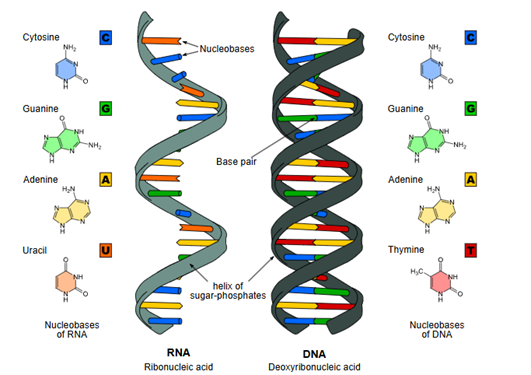 Cytosine
C
NH₂
N
N
H
O
Guanine
G
O
NH
N
N
H
N
NH₂
Adenine
A
H₂N
N
N
N
HN
Uracil
U
O
NH
N
H
O
Nucleobases
of RNA
Nucleobases
Base pair
helix of
sugar-phosphates
RNA
Ribonucleic acid
DNA
Deoxyribonucleic acid
Cytosine
C
NH₂
N
N
H
O
Guanine
G
O
NH
N
N
H
N
NH₂
Adenine
A
H₂N
N
N
N
HN
Thymine
T
O
H₃C
NH
N
H
O
Nucleobases
of DNA